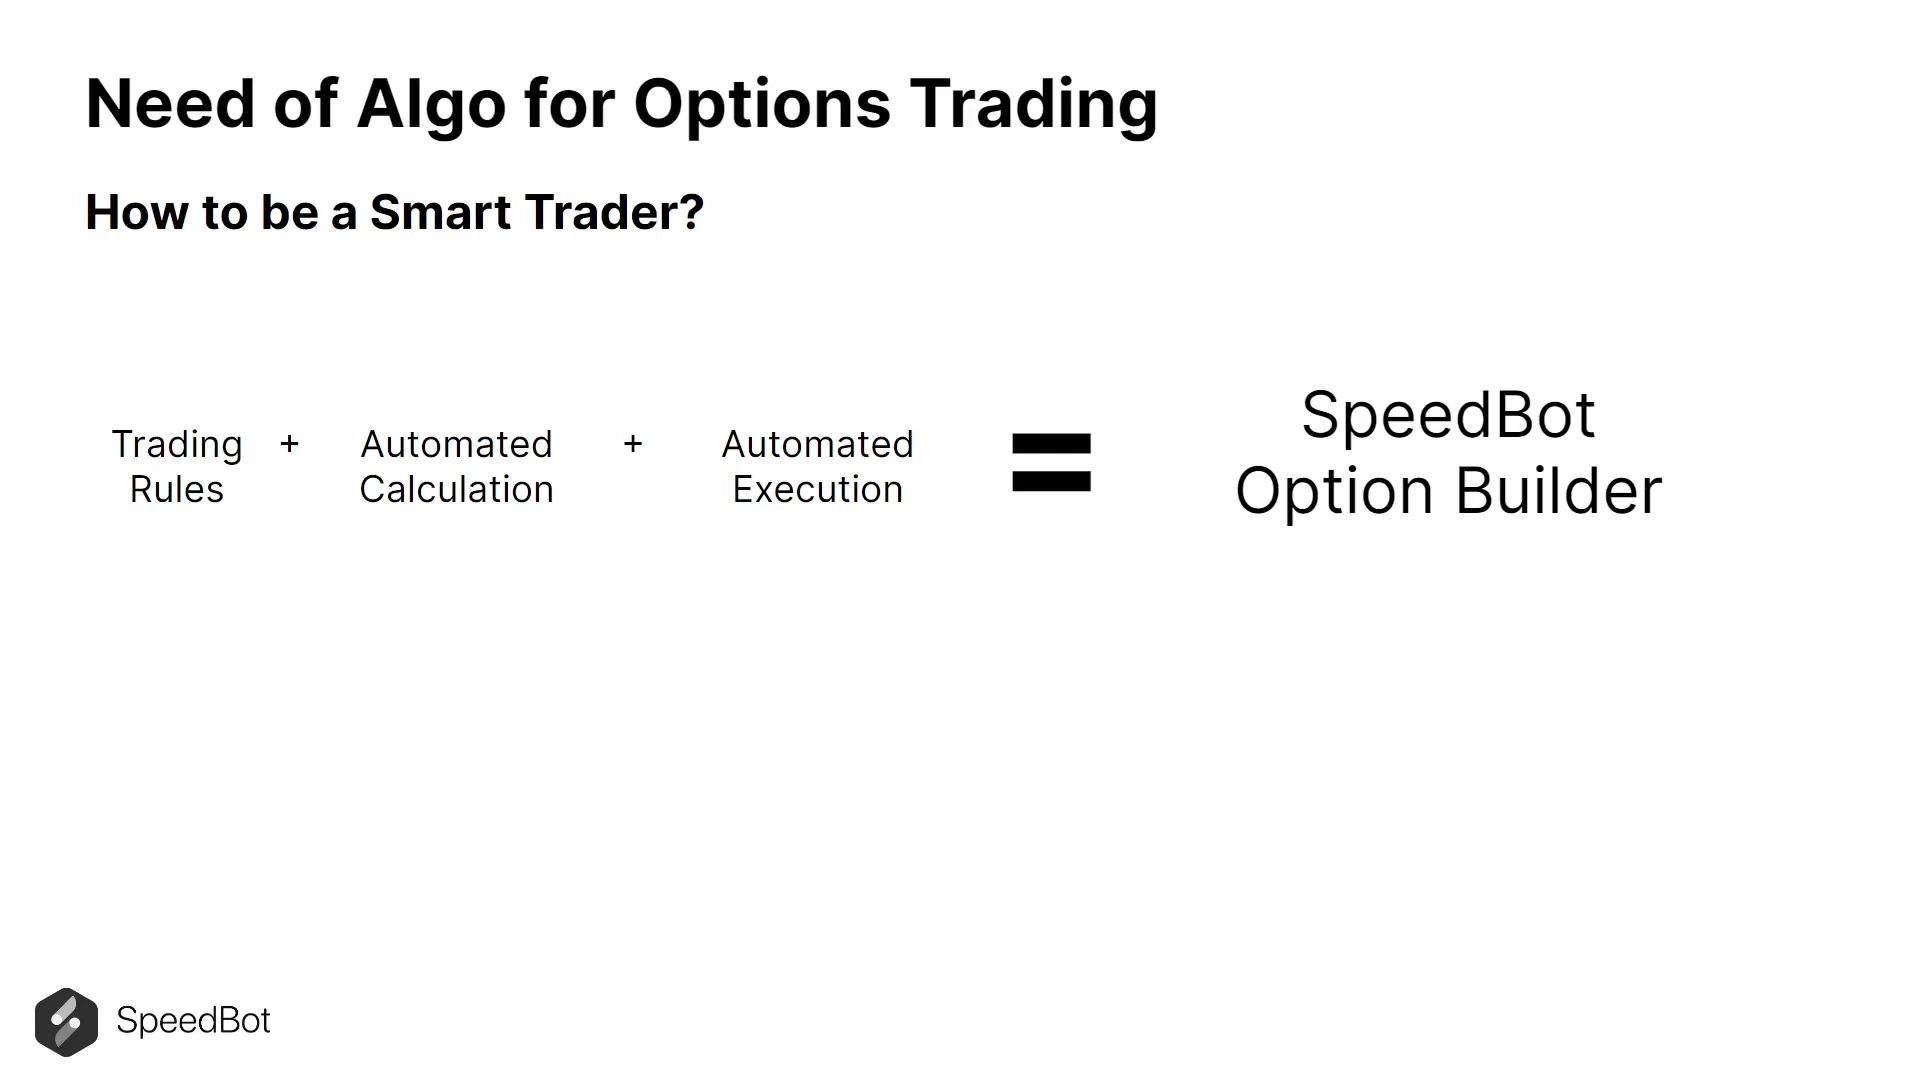 Need of Algo for Options Trading
How to be a Smart Trader?
Trading + Automated + Automated
Rules Calculation Execution
=
SpeedBot
Option Builder
SpeedBot